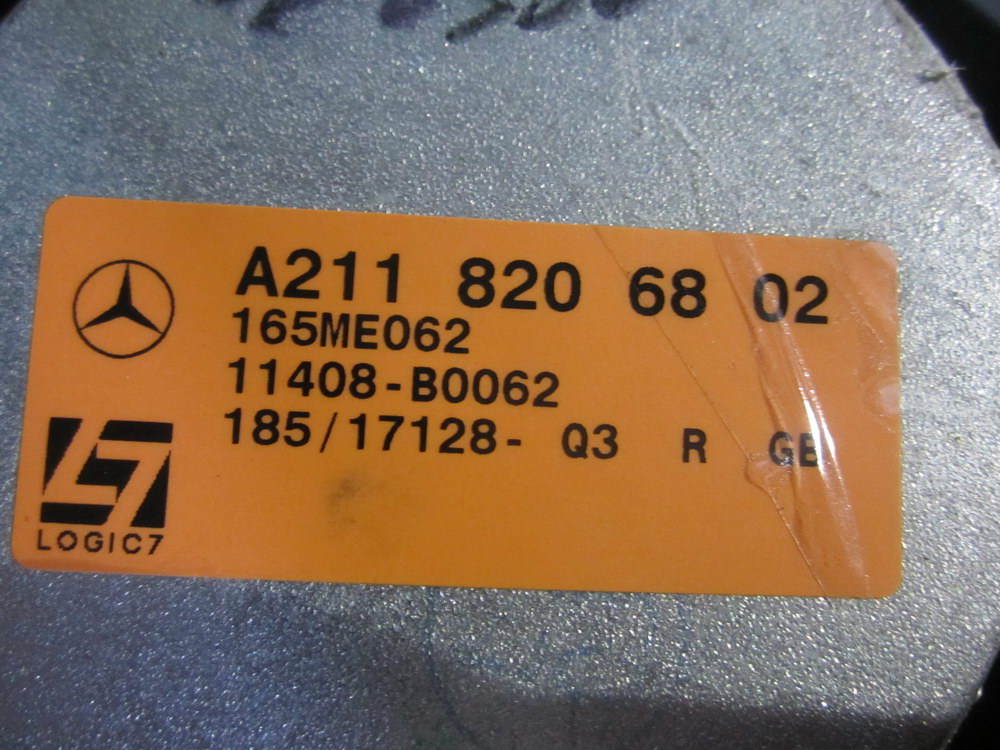 A211 820 68 02
165ME062
11408-B0062
185/17128- Q3 R GB
LOGIC7